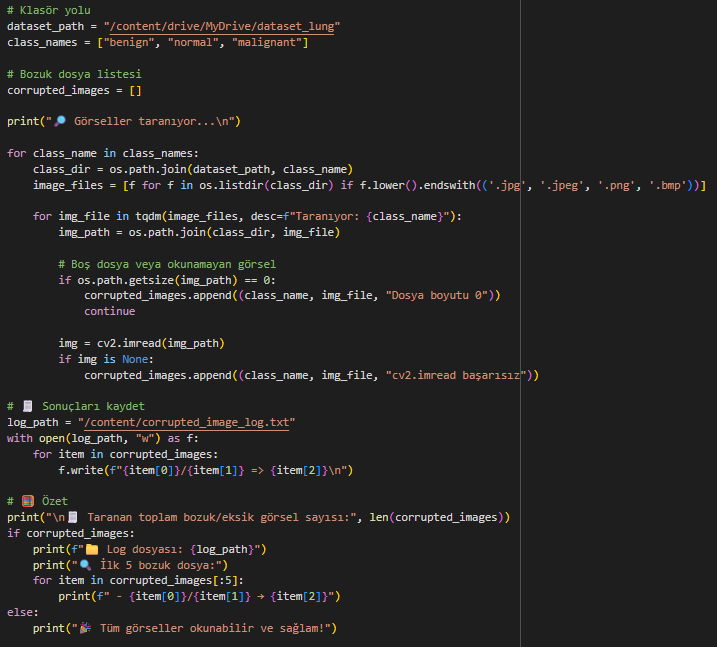 # Klasör yolu
dataset_path = "/content/drive/MyDrive/dataset_lung"
class_names = ["benign", "normal", "malignant"]
# Bozuk dosya listesi
corrupted_images = []
print("🔎 Görseller taranıyor...\n")
for class_name in class_names:
    class_dir = os.path.join(dataset_path, class_name)
    image_files = [f for f in os.listdir(class_dir) if f.lower().endswith(('.jpg', '.jpeg', '.png', '.bmp'))]
    for img_file in tqdm(image_files, desc=f"Taranıyor: {class_name}"):
        img_path = os.path.join(class_dir, img_file)
        # Boş dosya veya okunamayan görsel
        if os.path.getsize(img_path) == 0:
            corrupted_images.append((class_name, img_file, "Dosya boyutu 0"))
            continue
        img = cv2.imread(img_path)
        if img is None:
            corrupted_images.append((class_name, img_file, "cv2.imread başarısız"))
# 🧾 Sonuçları kaydet
log_path = "/content/corrupted_image_log.txt"
with open(log_path, "w") as f:
    for item in corrupted_images:
        f.write(f"{item[0]}/{item[1]} => {item[2]}\n")
# 🧮 Özet
print("\n🧾 Taranan toplam bozuk/eksik görsel sayısı:", len(corrupted_images))
if corrupted_images:
    print(f"📁 Log dosyası: {log_path}")
    print("🔍 İlk 5 bozuk dosya:")
    for item in corrupted_images[:5]:
        print(f" - {item[0]}/{item[1]} → {item[2]}")
else:
    print("🎉 Tüm görseller okunabilir ve sağlam!")